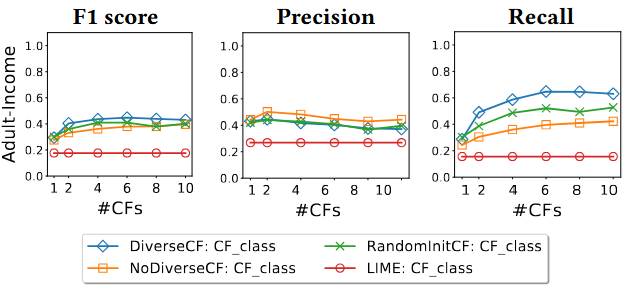 F1 score Precision Recall
Adult-Income
1.0 1.0 1.0
0.8 0.8 0.8
0.6 0.6 0.6
0.4 0.4 0.4
0.2 0.2 0.2
0.0 0.0 0.0
1 2 4 6 8 10 1 2 4 6 8 9 10 1 2 4 6 8 10
#CFs #CFs #CFs
DiverseCF: CF_class RandomInitCF: CF_class
NoDiverseCF: CF_class LIME: CF_class